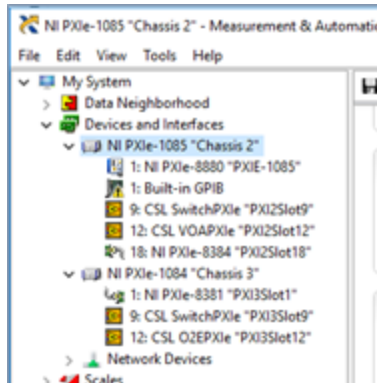 NI PXIe-1085 "Chassis 2" - Measurement & Automatic
File Edit View Tools Help
My System
Data Neighborhood
Devices and Interfaces
NI PXIe-1085 "Chassis 2"
1: NI PXIe-8880 "PXIE-1085"
1: Built-in GPIB
9: CSL SwitchPXIe "PXI2Slot9"
12: CSL VOAPXIe "PXI2Slot12"
18: NI PXIe-8384 "PXI2Slot18"
NI PXIe-1084 "Chassis 3"
1: NI PXIe-8381 "PXI3Slot1"
9: CSL SwitchPXIe "PXI3Slot9"
12: CSL O2EPXIe "PXI3Slot12"
Network Devices
Scales